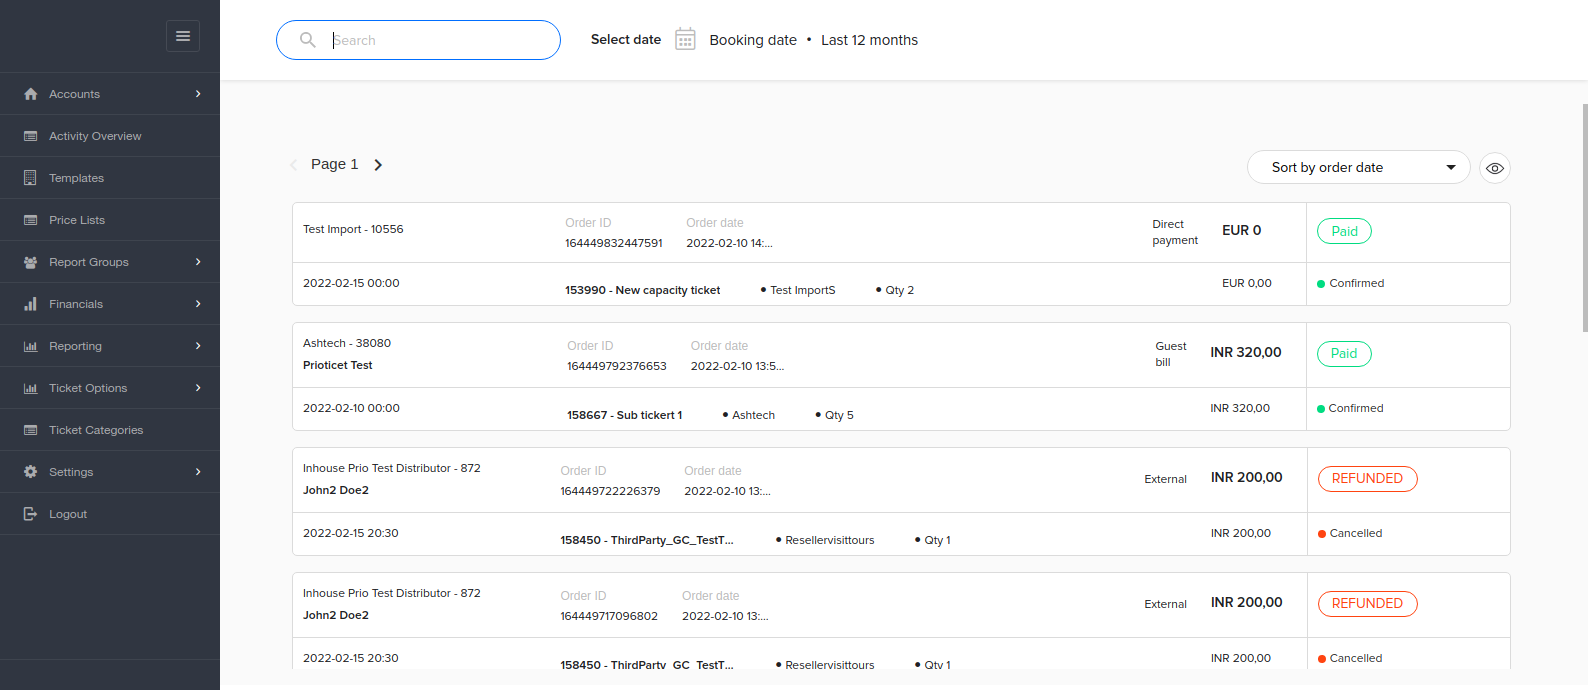 Search
Select date Booking date • Last 12 months
Accounts
Activity Overview
Templates
Price Lists
Report Groups
Financials
Reporting
Ticket Options
Ticket Categories
Settings
Logout
Page 1
Sort by order date
Test Import - 10556
Order ID Order date
164449832447591 2022-02-10 14:...
Direct
payment
EUR 0
Paid
2022-02-15 00:00
153990 - New capacity ticket • Test ImportS • Qty 2
EUR 0,00
Confirmed
Ashtech - 38080
Prioticet Test
Order ID Order date
164449792376653 2022-02-10 13:5...
Guest
bill
INR 320,00
Paid
2022-02-10 00:00
158667 - Sub tickert 1 • Ashtech • Qty 5
INR 320,00
Confirmed
Inhouse Prio Test Distributor - 872
John2 Doe2
Order ID Order date
164449722226379 2022-02-10 13:...
External
INR 200,00
REFUNDED
2022-02-15 20:30
158450 - ThirdParty_GC_TestT... • Resellervisittours • Qty 1
INR 200,00
Cancelled
Inhouse Prio Test Distributor - 872
John2 Doe2
Order ID Order date
164449717096802 2022-02-10 13:...
External
INR 200,00
REFUNDED
2022-02-15 20:30
158450 - ThirdParty_GC_TestT... • Resellervisittours • Qty 1
INR 200,00
Cancelled